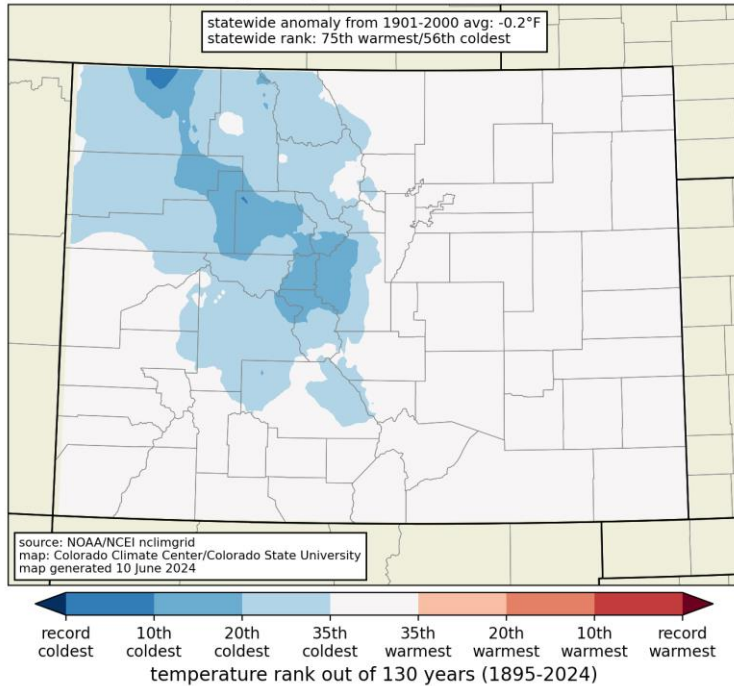 statewide anomaly from 1901-2000 avg: -0.2°F
statewide rank: 75th warmest/56th coldest
source: NOAA/NCEI nclimgrid
map: Colorado Climate Center/Colorado State University
map generated 10 June 2024
record coldest
10th coldest
20th coldest
35th coldest
35th warmest
20th warmest
10th warmest
record warmest
temperature rank out of 130 years (1895-2024)